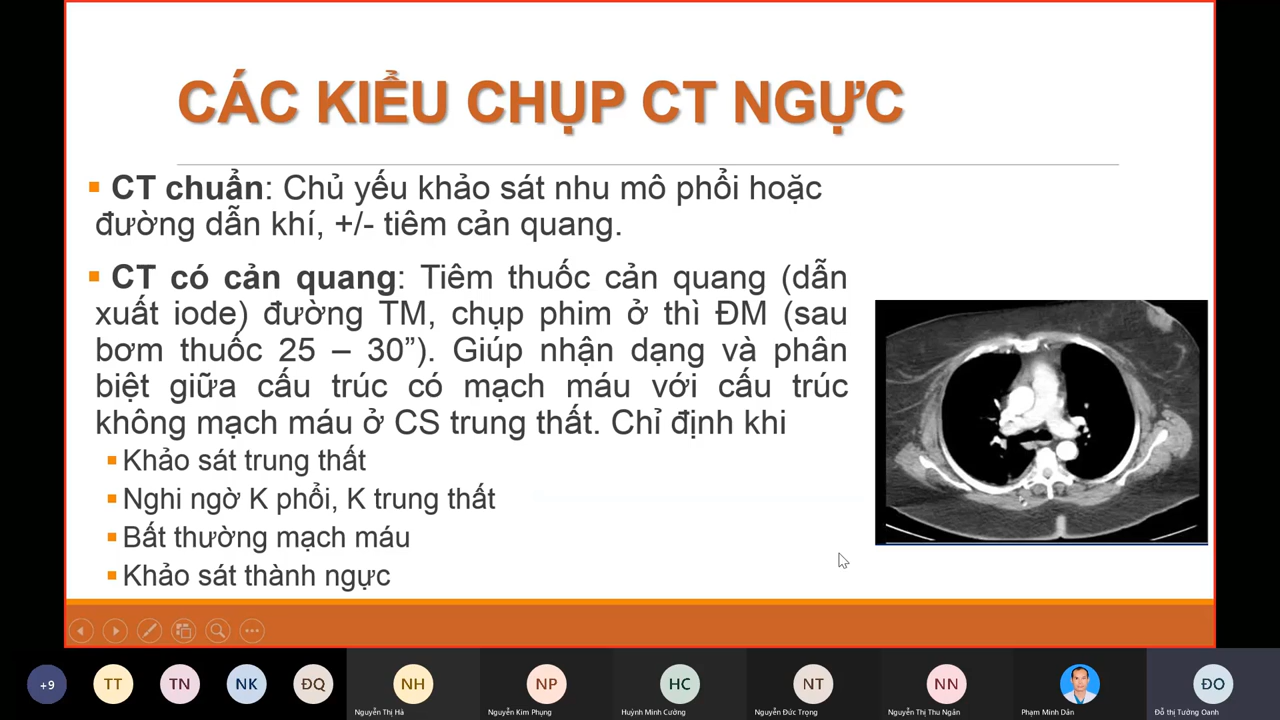 CÁC KIỂU CHỤP CT NGỰC
CT chuẩn: Chủ yếu khảo sát nhu mô phổi hoặc
đường dẫn khí, +/- tiêm cản quang.
CT có cản quang: Tiêm thuốc cản quang (dẫn
xuất iode) đường TM, chụp phim ở thì ĐM (sau
bơm thuốc 25 – 30”). Giúp nhận dạng và phân
biệt giữa cấu trúc có mạch máu với cấu trúc
không mạch máu ở CS trung thất. Chỉ định khi
Khảo sát trung thất
Nghi ngờ K phổi, K trung thất
Bất thường mạch máu
Khảo sát thành ngực
+9 TT TN NK ĐQ NH NP HC NT NN ĐO
Nguyễn Thị Hà Nguyễn Kim Phụng Huỳnh Minh Cường Nguyễn Đức Trọng Nguyễn Thị Thu Ngân Phạm Minh Dân Đỗ thị Tường Oanh